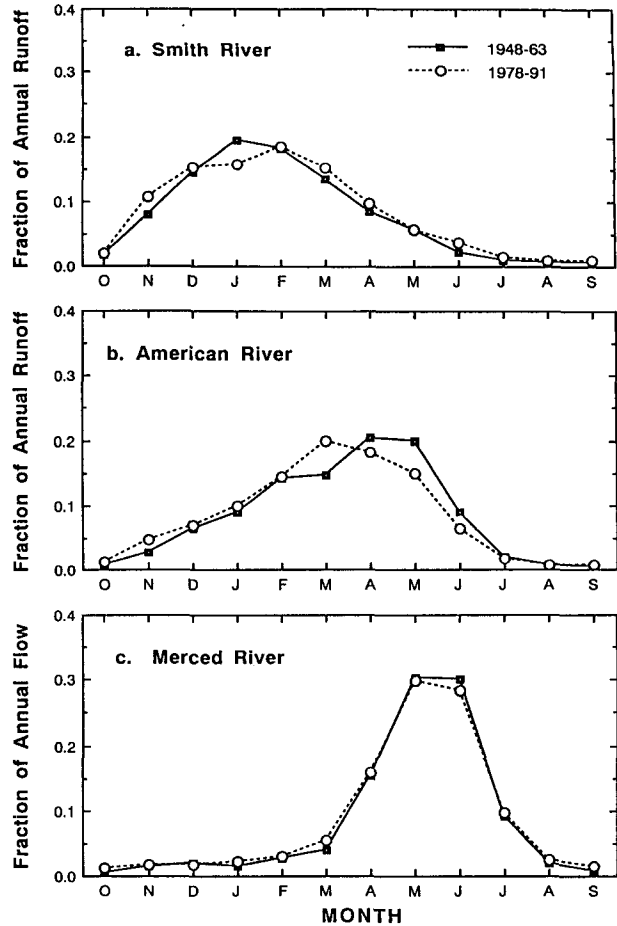 Fraction of Annual Runoff
0.4
0.3
0.2
0.1
0.0
a. Smith River
1948-63
1978-91
O N D J F M A M J J A S
Fraction of Annual Runoff
0.4
0.3
0.2
0.1
0.0
b. American River
O N D J F M A M J J A S
Fraction of Annual Flow
0.4
0.3
0.2
0.1
0.0
c. Merced River
O N D J F M A M J J A S
MONTH